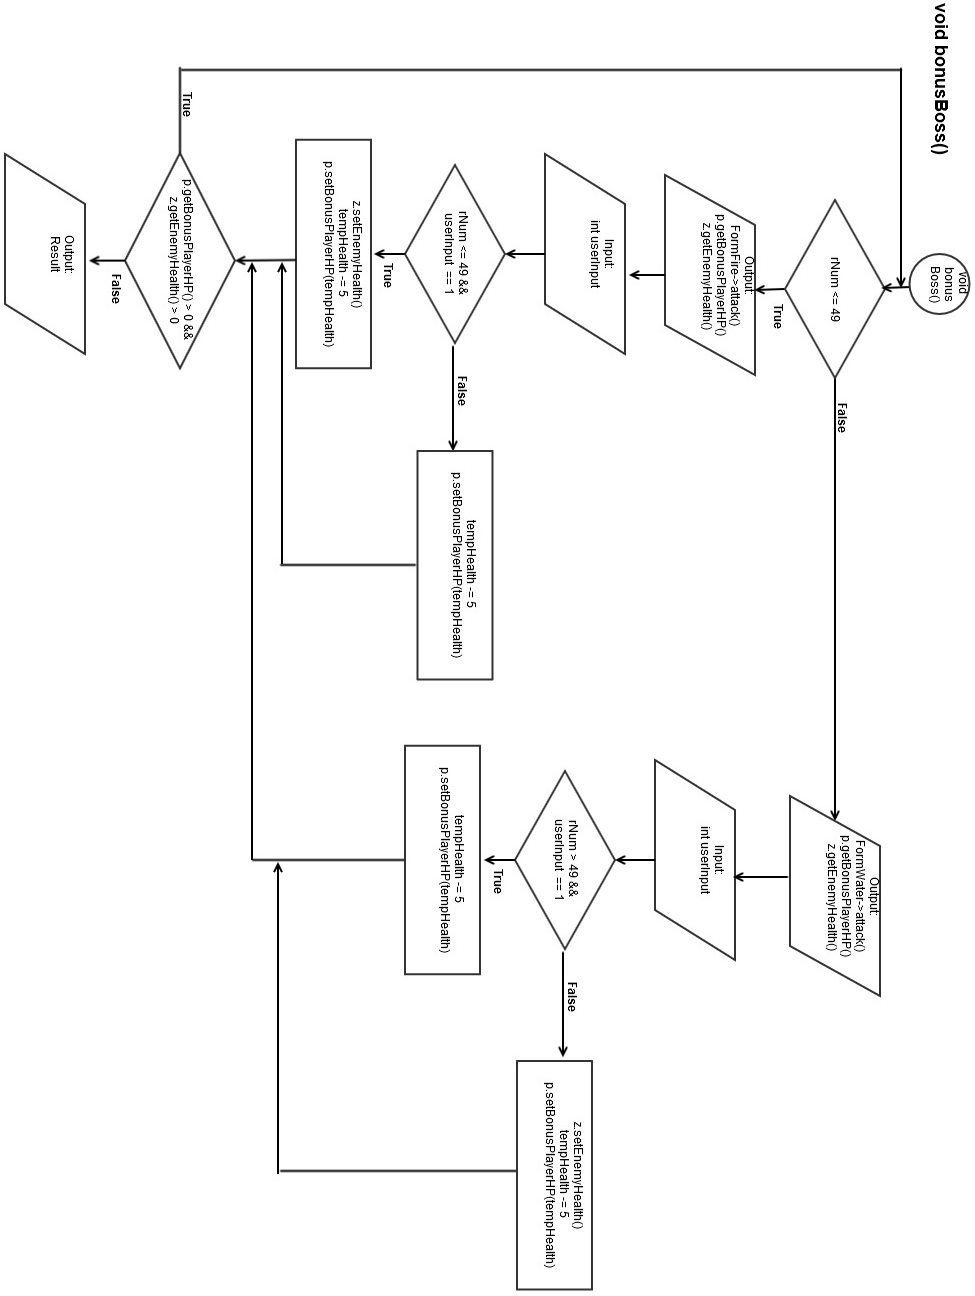 void bonusBoss()
void
bonus
Boss()
rNum <= 49
True
False
Output:
FormFire->attack()
p.getBonusPlayerHP()
z.getEnemyHealth()
Output:
FormWater->attack()
p.getBonusPlayerHP()
z.getEnemyHealth()
Input:
int userInput
Input:
int userInput
rNum <= 49 &&
userInput == 1
False
True
rNum > 49 &&
userInput == 1
False
True
z.setEnemyHealth()
tempHealth -= 5
p.setBonusPlayerHP(tempHealth)
tempHealth -= 5
p.setBonusPlayerHP(tempHealth)
tempHealth -= 5
p.setBonusPlayerHP(tempHealth)
z.setEnemyHealth()
tempHealth -= 5
p.setBonusPlayerHP(tempHealth)
True
p.getBonusPlayerHP() > 0 &&
z.getEnemyHealth() > 0
False
Output:
Result